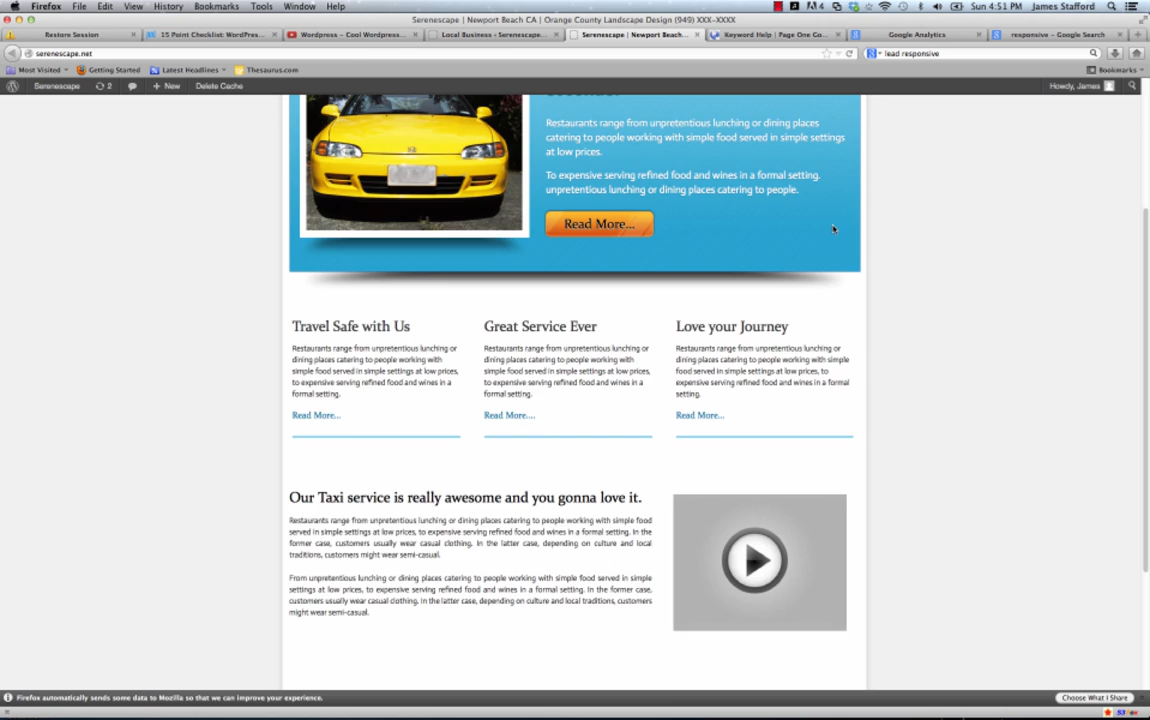 Firefox File Edit View History Bookmarks Tools Window Help 4 Sun 4:51 PM James Stafford
Serenescape | Newport Beach CA | Orange County Landscape Design (949) XXX-XXXX
Restore Session 15 Point Checklist: WordPres... Wordpress – Cool Wordpress... Local Business ‹ Serenescape... Serenescape | Newport Beach... Keyword Help | Page One Go... Google Analytics responsive – Google Search
serenescape.net lead responsive
Most Visited Getting Started Latest Headlines Thesaurus.com Bookmarks
Serenescape 2 + New Delete Cache Howdy, James
Restaurants range from unpretentious lunching or dining places
catering to people working with simple food served in simple settings
at low prices.
To expensive serving refined food and wines in a formal setting.
unpretentious lunching or dining places catering to people.
Read More...
Travel Safe with Us
Restaurants range from unpretentious lunching or
dining places catering to people working with
simple food served in simple settings at low prices,
to expensive serving refined food and wines in a
formal setting.
Read More...
Great Service Ever
Restaurants range from unpretentious lunching or
dining places catering to people working with
simple food served in simple settings at low prices,
to expensive serving refined food and wines in a
formal setting.
Read More....
Love your Journey
Restaurants range from unpretentious lunching or
dining places catering to people working with simple
food served in simple settings at low prices, to
expensive serving refined food and wines in a formal
setting.
Read More...
Our Taxi service is really awesome and you gonna love it.
Restaurants range from unpretentious lunching or dining places catering to people working with simple food
served in simple settings at low prices, to expensive serving refined food and wines in a formal setting. In the
former case, customers usually wear casual clothing. In the latter case, depending on culture and local
traditions, customers might wear semi-casual.
From unpretentious lunching or dining places catering to people working with simple food served in simple
settings at low prices, to expensive serving refined food and wines in a formal setting. In the former case,
customers usually wear casual clothing. In the latter case, depending on culture and local traditions, customers
might wear semi-casual.
Firefox automatically sends some data to Mozilla so that we can improve your experience. Choose What I Share